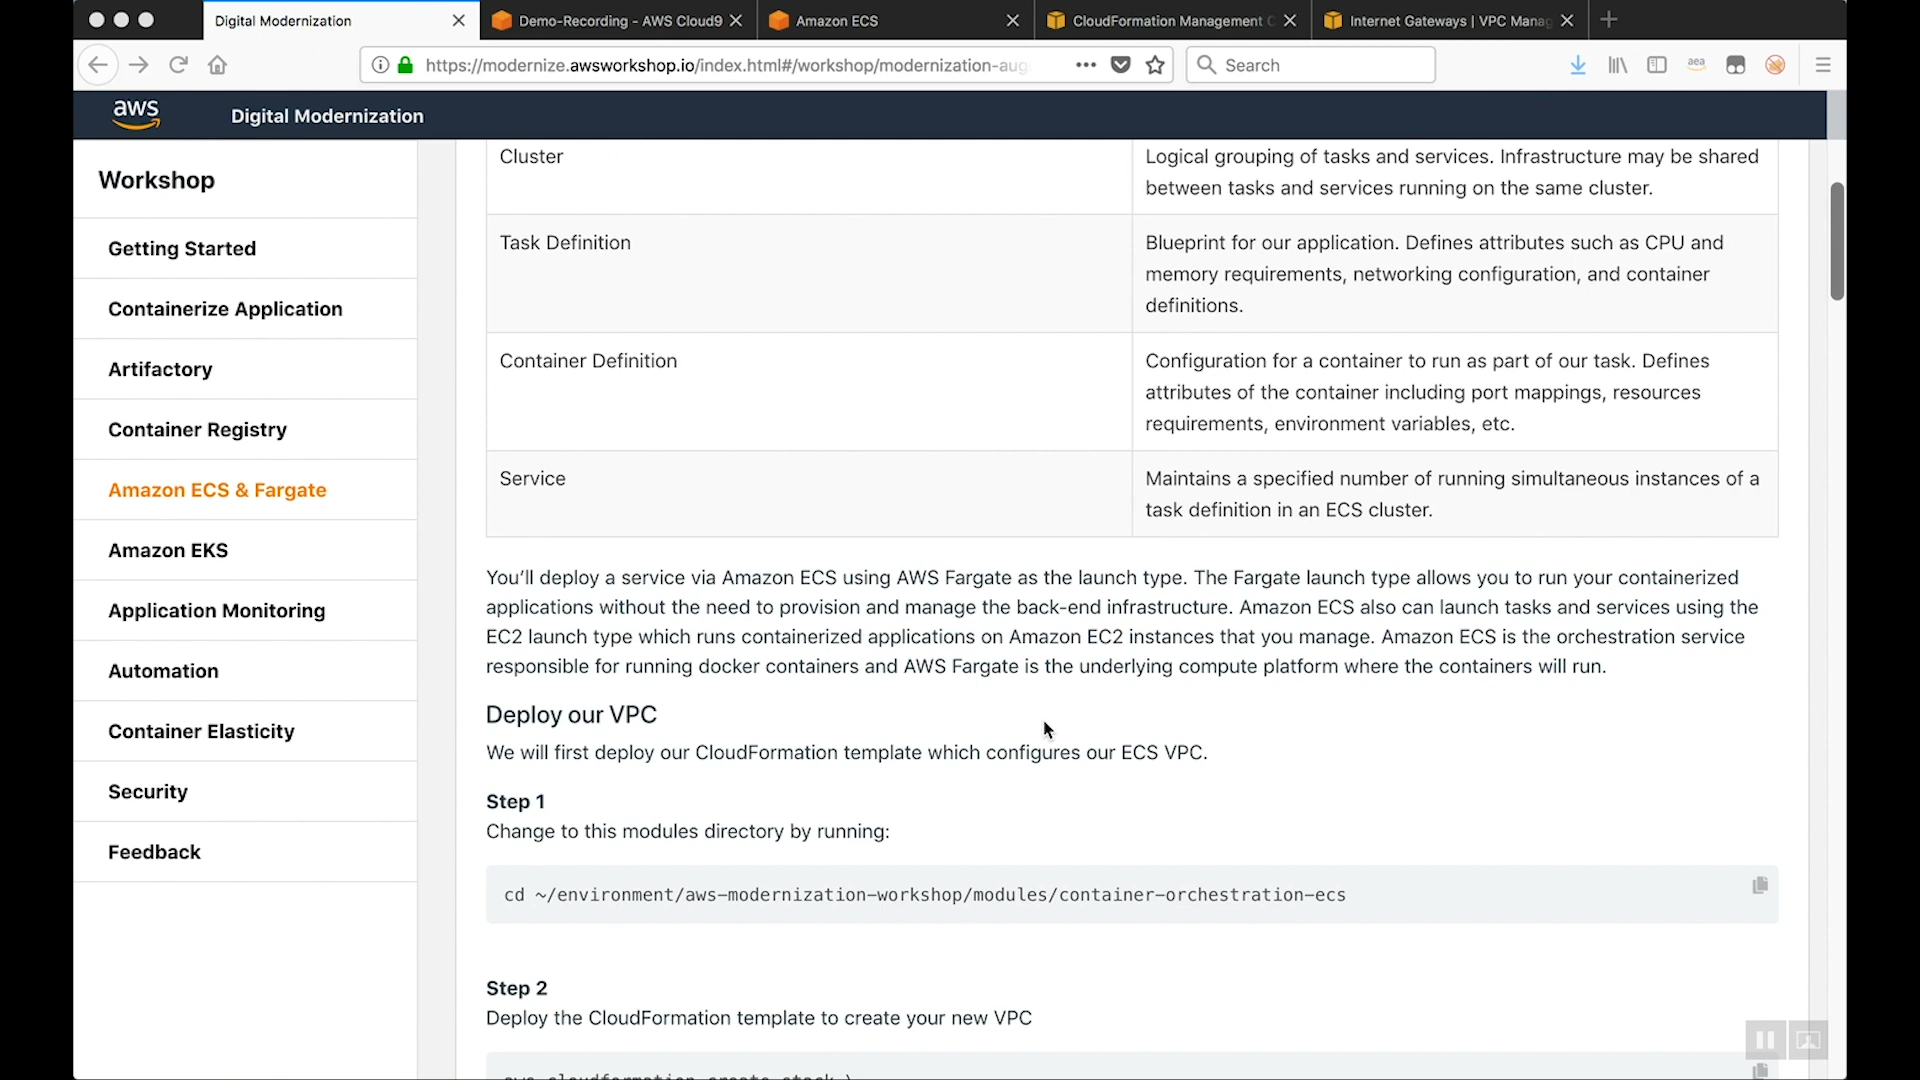 Digital Modernization
Demo-Recording - AWS Cloud9
Amazon ECS
CloudFormation Management
Internet Gateways | VPC Mana
https://modernize.awsworkshop.io/index.html#/workshop/modernization-aug
Search
aea
aws
Digital Modernization
Workshop
Getting Started
Containerize Application
Artifactory
Container Registry
Amazon ECS & Fargate
Amazon EKS
Application Monitoring
Automation
Container Elasticity
Security
Feedback
Cluster
Logical grouping of tasks and services. Infrastructure may be shared
between tasks and services running on the same cluster.
Task Definition
Blueprint for our application. Defines attributes such as CPU and
memory requirements, networking configuration, and container
definitions.
Container Definition
Configuration for a container to run as part of our task. Defines
attributes of the container including port mappings, resources
requirements, environment variables, etc.
Service
Maintains a specified number of running simultaneous instances of a
task definition in an ECS cluster.
You’ll deploy a service via Amazon ECS using AWS Fargate as the launch type. The Fargate launch type allows you to run your containerized
applications without the need to provision and manage the back-end infrastructure. Amazon ECS also can launch tasks and services using the
EC2 launch type which runs containerized applications on Amazon EC2 instances that you manage. Amazon ECS is the orchestration service
responsible for running docker containers and AWS Fargate is the underlying compute platform where the containers will run.
Deploy our VPC
We will first deploy our CloudFormation template which configures our ECS VPC.
Step 1
Change to this modules directory by running:
cd ~/environment/aws-modernization-workshop/modules/container-orchestration-ecs
Step 2
Deploy the CloudFormation template to create your new VPC
aws cloudformation create-stack \